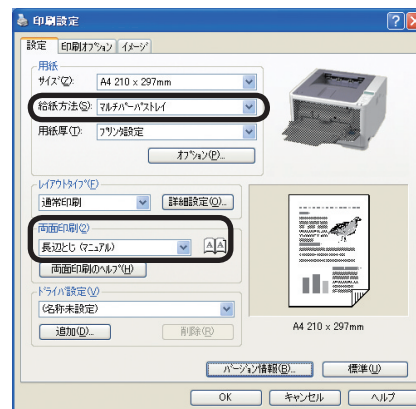 印刷設定
設定 印刷ｵﾌﾟｼｮﾝ ｲﾒｰｼﾞ
用紙
ｻｲｽﾞ(Z): A4 210 x 297mm
給紙方法(S): ﾏﾙﾁﾊﾟｰﾊﾟｽﾄﾚｲ
用紙厚(T): ﾌﾟﾘﾝﾀ設定
ｵﾌﾟｼｮﾝ(P)...
ﾚｲｱｳﾄﾀｲﾌﾟ(E)
通常印刷 詳細設定(O)...
両面印刷(2)
長辺とじ (ﾏﾆｭｱﾙ) A A
両面印刷のﾍﾙﾌﾟ(H)
ﾄﾞﾗｲﾊﾞ設定(V)
(名称未設定)
追加(D)... 削除(R)
A4 210 x 297mm
ﾊﾞｰｼﾞｮﾝ情報(B)... 標準(U)
OK ｷｬﾝｾﾙ ﾍﾙﾌﾟ